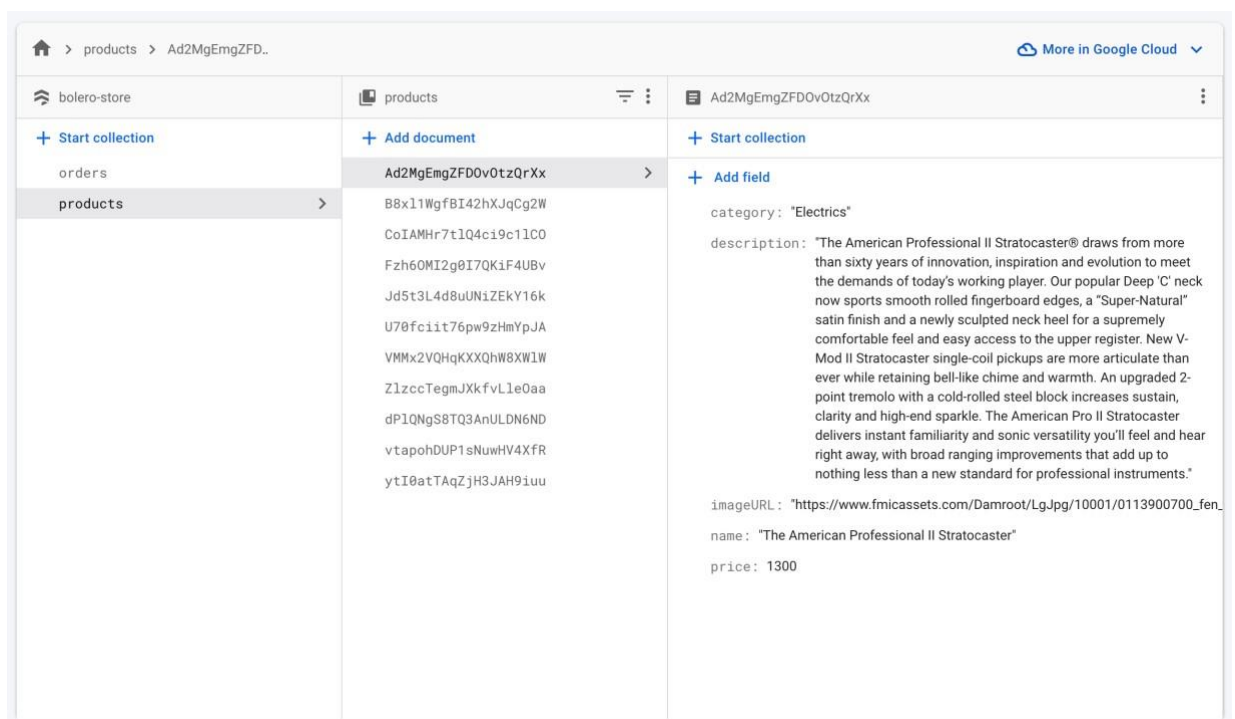 products > Ad2MgEmgZFD..
More in Google Cloud
bolero-store
products
Ad2MgEmgZFDOvOtzQrXx
+ Start collection
+ Add document
+ Start collection
orders
products
Ad2MgEmgZFDOvOtzQrXx
B8xl1WgfBI42hXJqCg2W
CoIAMHr7tlQ4ci9c1lCO
Fzh6OMI2g0I7QKiF4UBv
Jd5t3L4d8uUNiZEkY16k
U70fciit76pw9zHmYpJA
VMMx2VQHqKXXQhW8XWlW
ZlzccTegmJXkfvLleOaa
dPlQNgS8TQ3AnULDN6ND
vtapohDUP1sNuwHV4XfR
ytI0atTAqZjH3JAH9iuu
+ Add field
category: "Electrics"
description: "The American Professional II Stratocaster® draws from more
than sixty years of innovation, inspiration and evolution to meet
the demands of today’s working player. Our popular Deep 'C' neck
now sports smooth rolled fingerboard edges, a “Super-Natural”
satin finish and a newly sculpted neck heel for a supremely
comfortable feel and easy access to the upper register. New V-
Mod II Stratocaster single-coil pickups are more articulate than
ever while retaining bell-like chime and warmth. An upgraded 2-
point tremolo with a cold-rolled steel block increases sustain,
clarity and high-end sparkle. The American Pro II Stratocaster
delivers instant familiarity and sonic versatility you’ll feel and hear
right away, with broad ranging improvements that add up to
nothing less than a new standard for professional instruments."
imageURL: "https://www.fmicassets.com/Damroot/LgJpg/10001/0113900700_fen_
name: "The American Professional II Stratocaster"
price: 1300